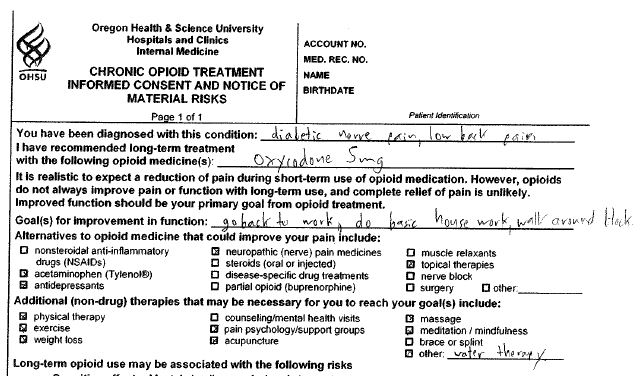 Oregon Health & Science University
Hospitals and Clinics
Internal Medicine
OHSU
CHRONIC OPIOID TREATMENT
INFORMED CONSENT AND NOTICE OF
MATERIAL RISKS
Page 1 of 1
ACCOUNT NO.
MED. REC. NO.
NAME
BIRTHDATE
Patient Identification
You have been diagnosed with this condition: diabetic nerve pain, low back pain
I have recommended long-term treatment
with the following opioid medicine(s): oxycodone 5mg
It is realistic to expect a reduction of pain during short-term use of opioid medication. However, opioids
do not always improve pain or function with long-term use, and complete relief of pain is unlikely.
Improved function should be your primary goal from opioid treatment.
Goal(s) for improvement in function: go back to work, do basic house work, walk around block
Alternatives to opioid medicine that could improve your pain include:
☐ nonsteroidal anti-inflammatory ☒ neuropathic (nerve) pain medicines ☐ muscle relaxants
drugs (NSAIDs) ☐ steroids (oral or injected) ☒ topical therapies
☒ acetaminophen (Tylenol®) ☐ disease-specific drug treatments ☐ nerve block
☒ antidepressants ☐ partial opioid (buprenorphine) ☐ surgery ☐ other:
Additional (non-drug) therapies that may be necessary for you to reach your goal(s) include:
☒ physical therapy ☐ counseling/mental health visits ☒ massage
☒ exercise ☒ pain psychology/support groups ☒ meditation / mindfulness
☒ weight loss ☒ acupuncture ☐ brace or splint
☒ other: water therapy
Long-term opioid use may be associated with the following risks